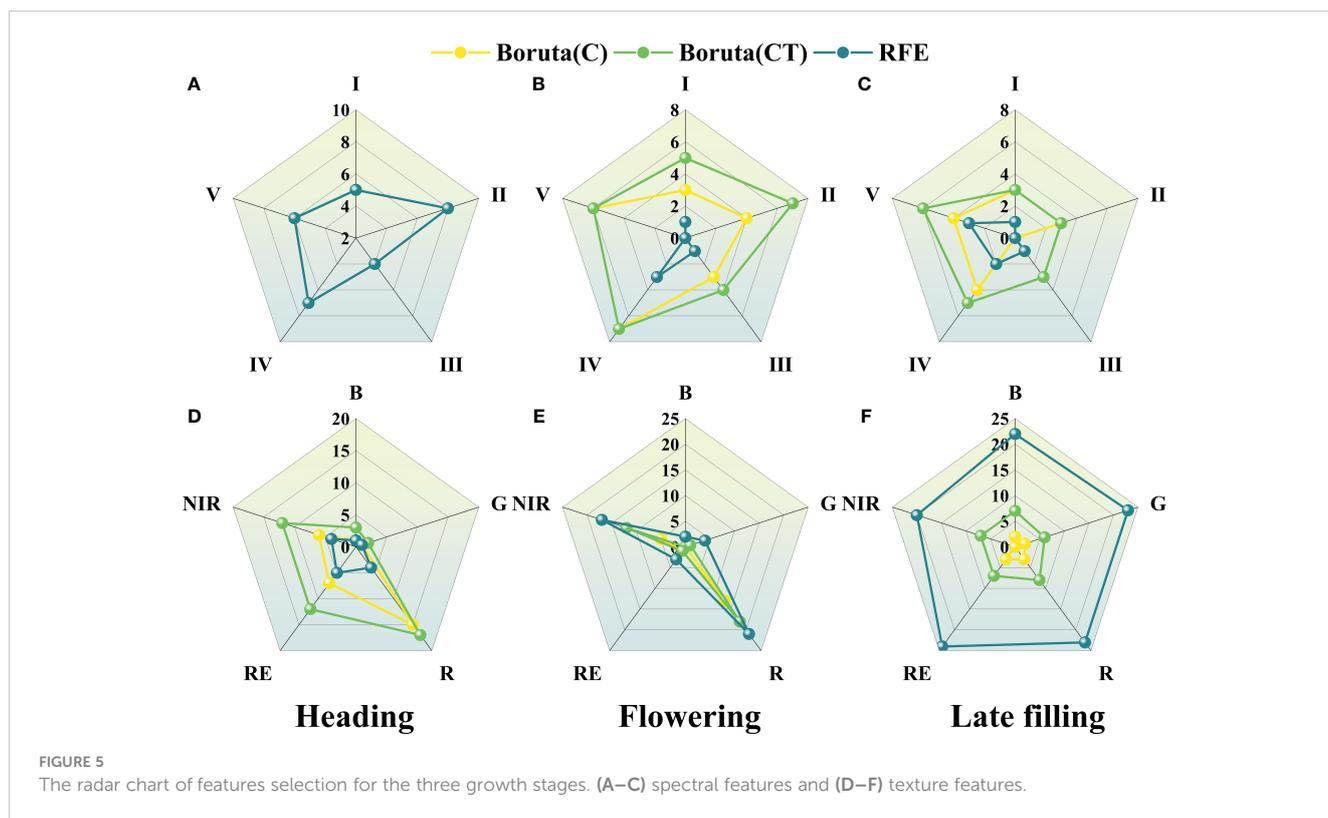 Boruta(C) Boruta(CT) RFE
A B C
I I I
10 8 8
8 6 6
6 4 4
4 2 2
2 0 0
V II V II V II
IV III IV III IV III
D E F
B B B
20 25 25
15 20 20
10 15 15
5 10 10
0 5 5
0 0
NIR G NIR G NIR G
RE R RE R RE R
Heading Flowering Late filling
FIGURE 5
The radar chart of features selection for the three growth stages. (A–C) spectral features and (D–F) texture features.